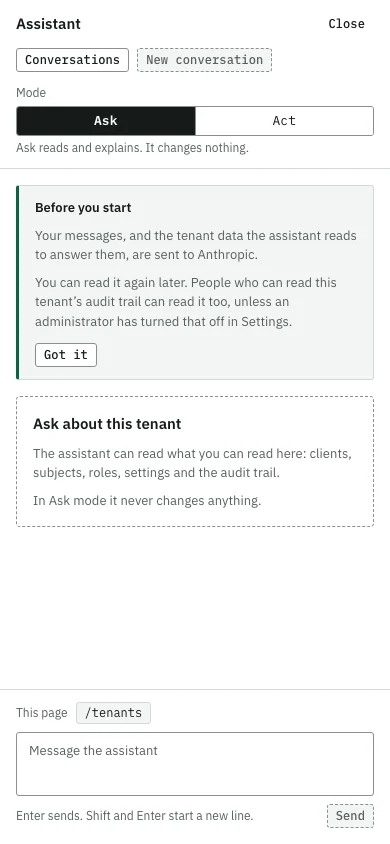 Assistant
Close
Conversations
New conversation
Mode
Ask
Act
Ask reads and explains. It changes nothing.
Before you start
Your messages, and the tenant data the assistant reads
to answer them, are sent to Anthropic.
You can read it again later. People who can read this
tenant’s audit trail can read it too, unless an
administrator has turned that off in Settings.
Got it
Ask about this tenant
The assistant can read what you can read here: clients,
subjects, roles, settings and the audit trail.
In Ask mode it never changes anything.
This page
/tenants
Message the assistant
Enter sends. Shift and Enter start a new line.
Send